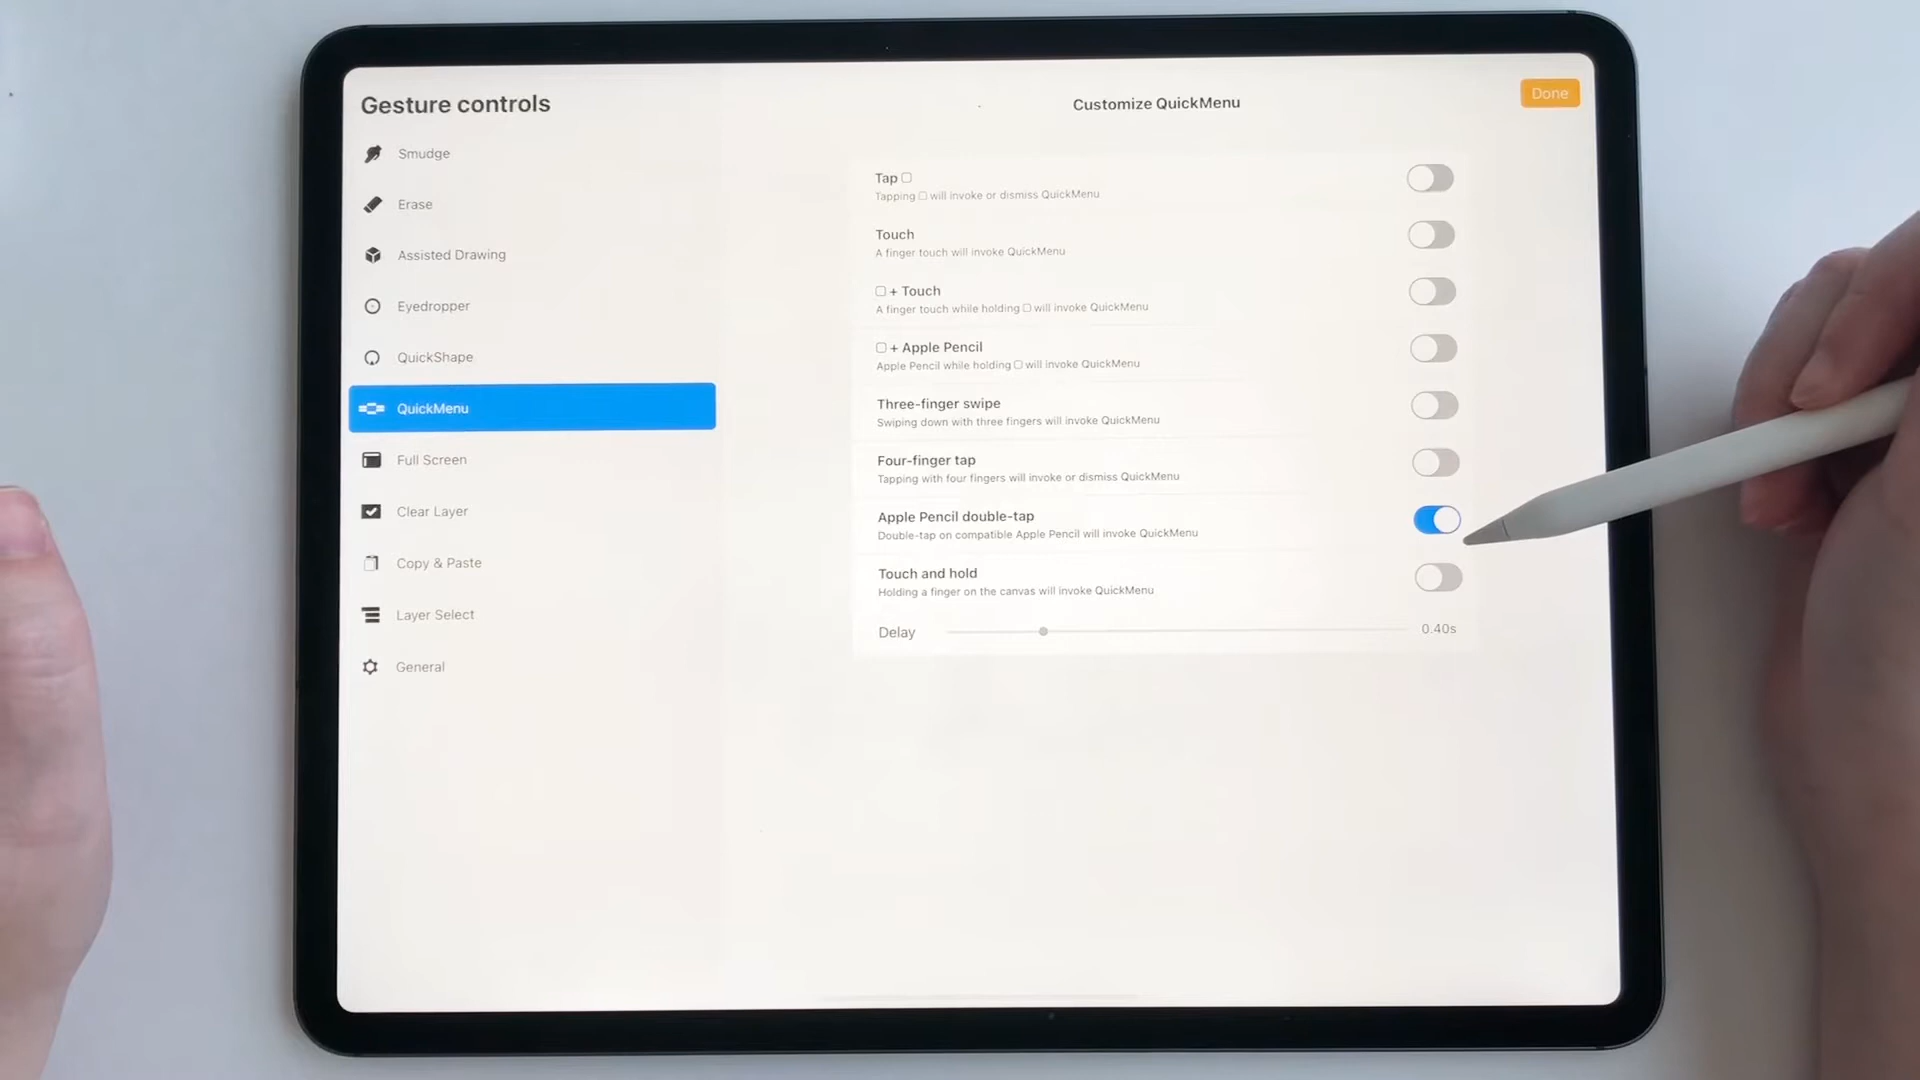 Gesture controls
Smudge
Erase
Assisted Drawing
Eyedropper
QuickShape
QuickMenu
Full Screen
Clear Layer
Copy & Paste
Layer Select
General
Customize QuickMenu
Done
Tap ▢
Tapping ▢ will invoke or dismiss QuickMenu
Touch
A finger touch will invoke QuickMenu
▢ + Touch
A finger touch while holding ▢ will invoke QuickMenu
▢ + Apple Pencil
Apple Pencil while holding ▢ will invoke QuickMenu
Three-finger swipe
Swiping down with three fingers will invoke QuickMenu
Four-finger tap
Tapping with four fingers will invoke or dismiss QuickMenu
Apple Pencil double-tap
Double-tap on compatible Apple Pencil will invoke QuickMenu
Touch and hold
Holding a finger on the canvas will invoke QuickMenu
Delay 0.40s